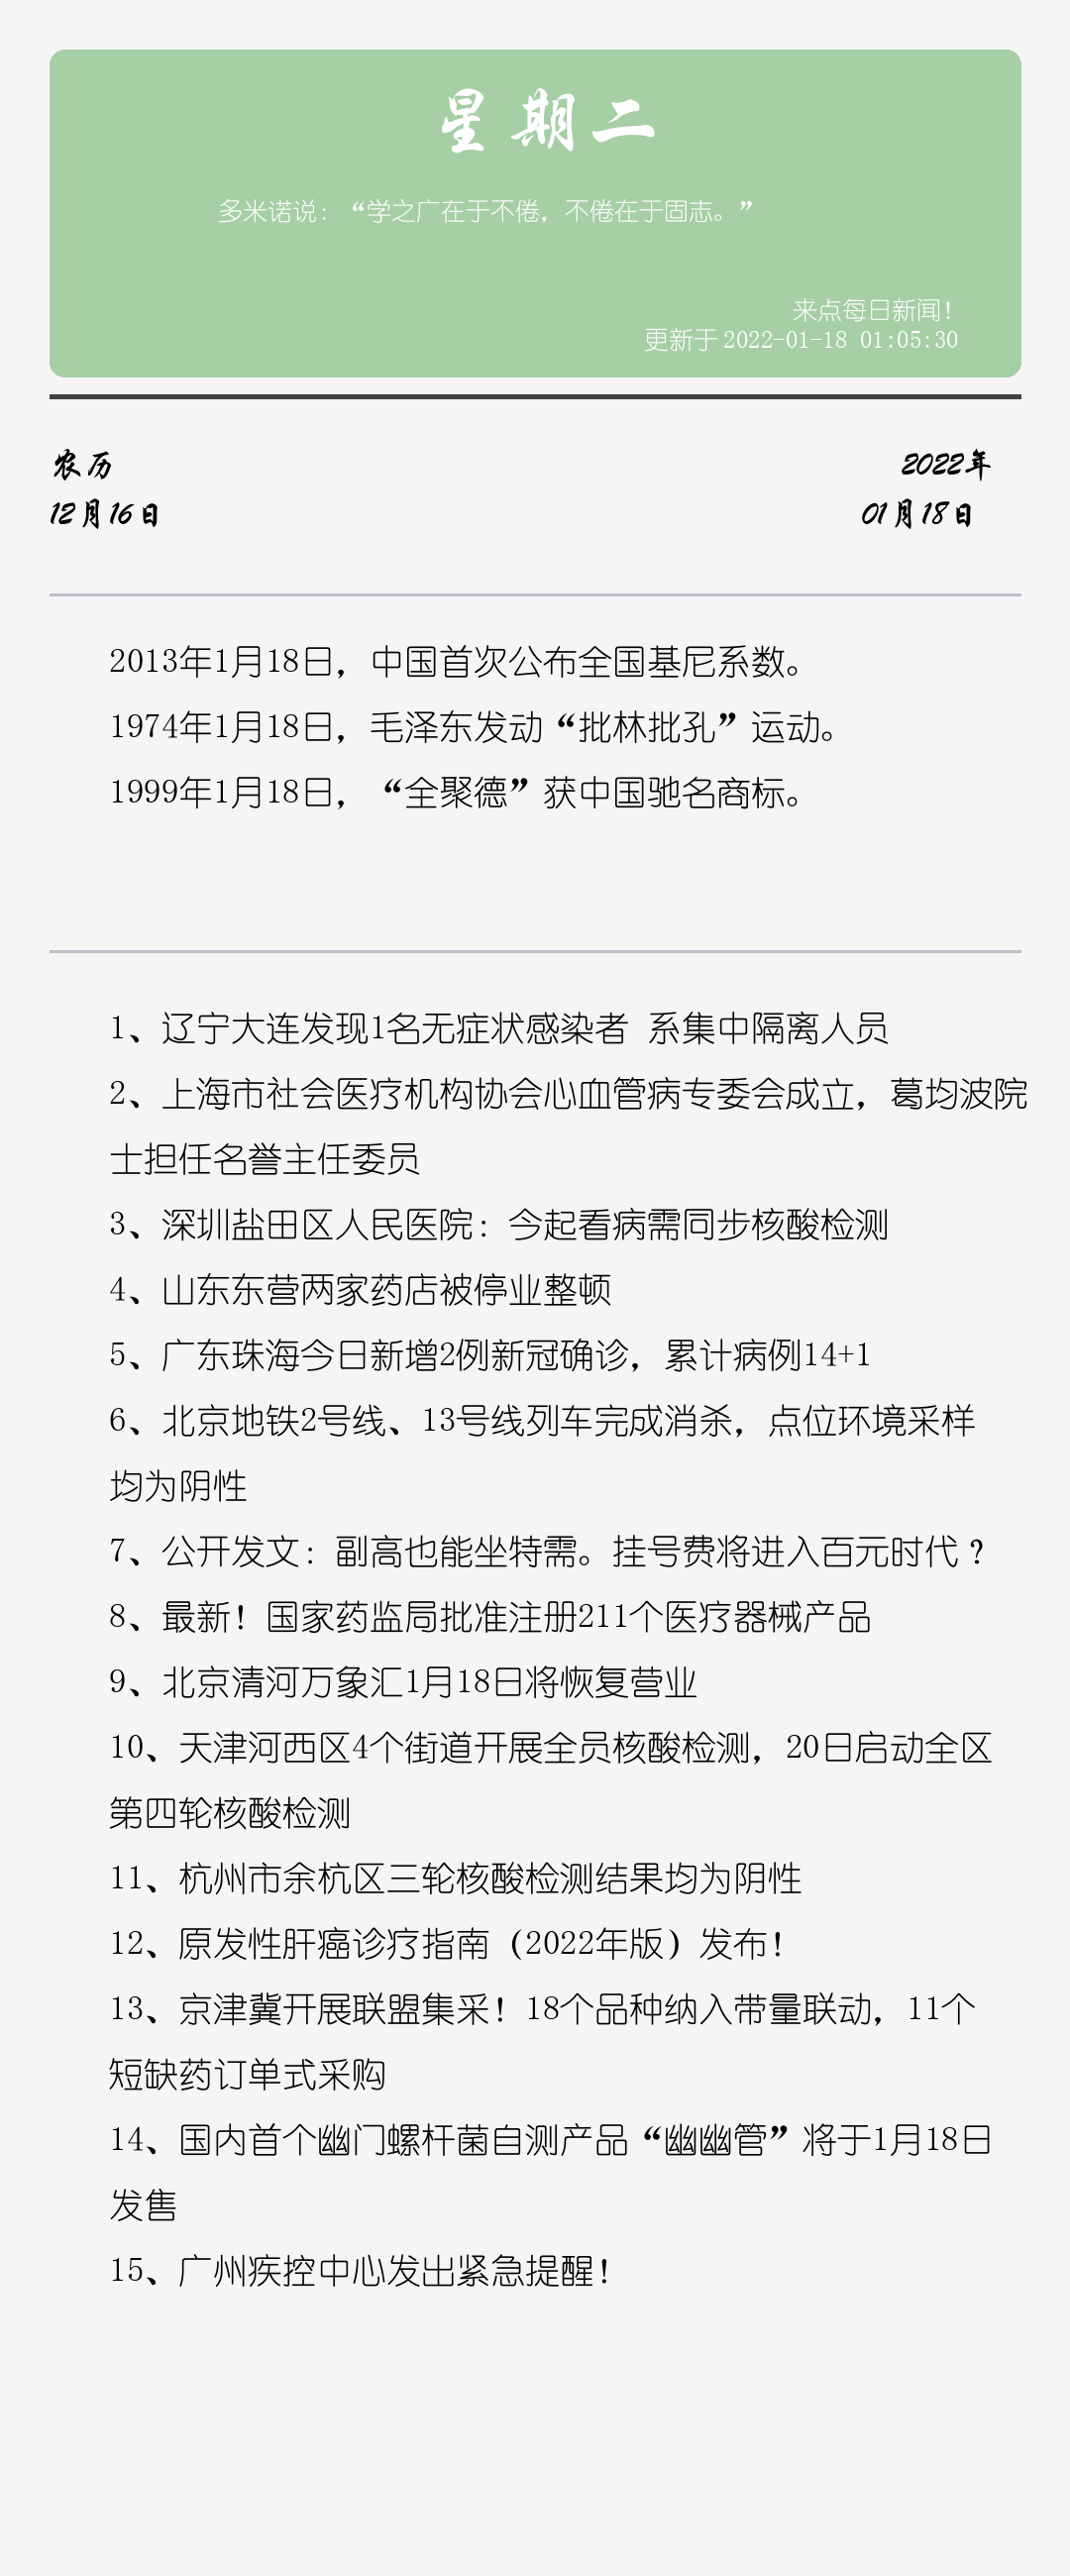 星期二
多米诺说：“学之广在于不倦，不倦在于固志。”
来点每日新闻！
更新于 2022-01-18 01:05:30
农历
2022年
12月16日
01月18日
2013年1月18日，中国首次公布全国基尼系数。
1974年1月18日，毛泽东发动“批林批孔”运动。
1999年1月18日，“全聚德”获中国驰名商标。
1、辽宁大连发现1名无症状感染者 系集中隔离人员
2、上海市社会医疗机构协会心血管病专委会成立，葛均波院
士担任名誉主任委员
3、深圳盐田区人民医院：今起看病需同步核酸检测
4、山东东营两家药店被停业整顿
5、广东珠海今日新增2例新冠确诊，累计病例14+1
6、北京地铁2号线、13号线列车完成消杀，点位环境采样
均为阴性
7、公开发文：副高也能坐特需。挂号费将进入百元时代？
8、最新！国家药监局批准注册211个医疗器械产品
9、北京清河万象汇1月18日将恢复营业
10、天津河西区4个街道开展全员核酸检测，20日启动全区
第四轮核酸检测
11、杭州市余杭区三轮核酸检测结果均为阴性
12、原发性肝癌诊疗指南（2022年版）发布！
13、京津冀开展联盟集采！18个品种纳入带量联动，11个
短缺药订单式采购
14、国内首个幽门螺杆菌自测产品“幽幽管”将于1月18日
发售
15、广州疾控中心发出紧急提醒！